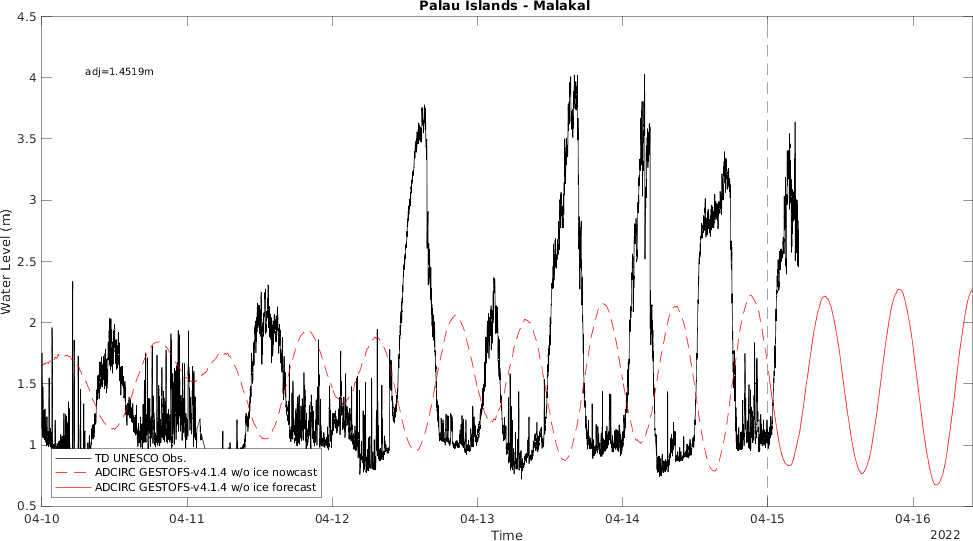 Palau Islands - Malakal
4.5
adj=1.4519m
4
3.5
3
2.5
2
1.5
1
0.5
Water Level (m)
TD UNESCO Obs.
ADCIRC GESTOFS-v4.1.4 w/o ice nowcast
ADCIRC GESTOFS-v4.1.4 w/o ice forecast
04-10 04-11 04-12 04-13 04-14 04-15 04-16
Time
2022